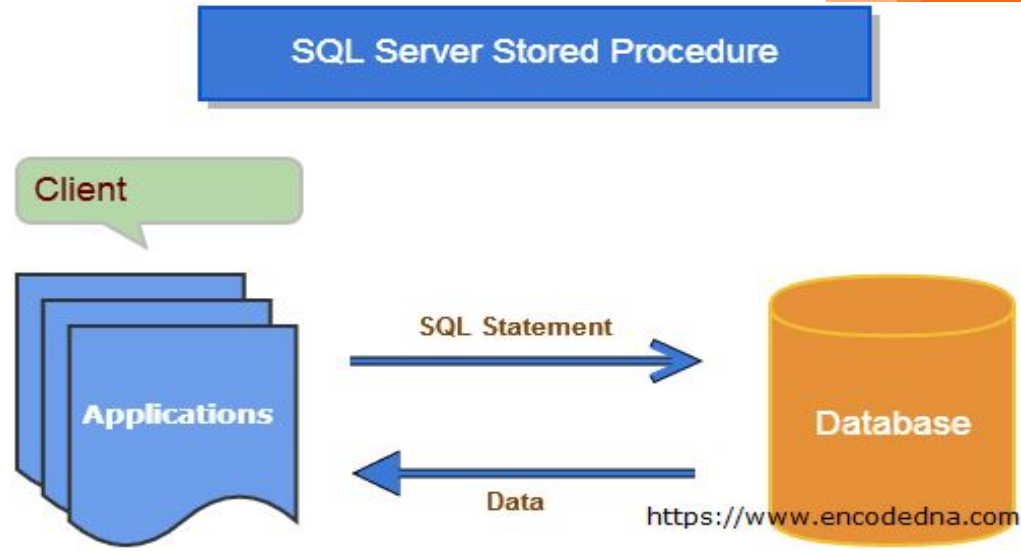 SQL Server Stored Procedure
Client
SQL Statement
Applications
Database
Data
https://www.encodedna.com